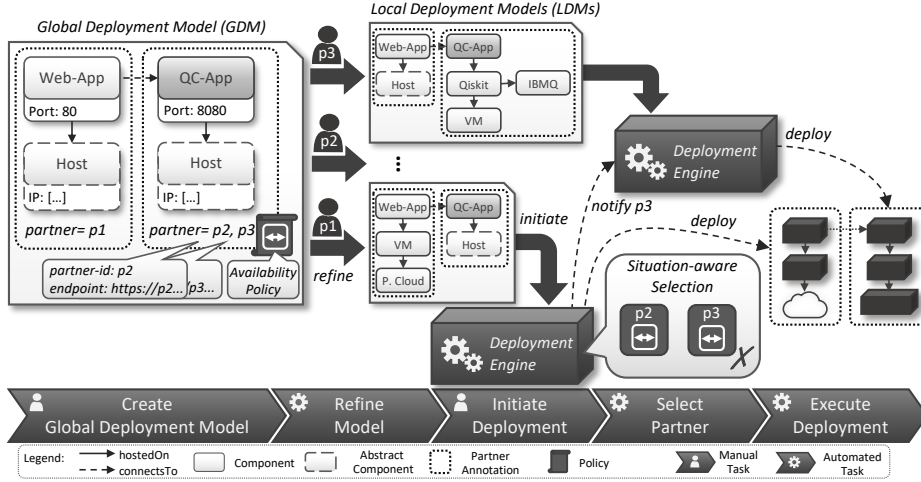 Global Deployment Model (GDM)
Web-App
Port: 80
Host
IP: [...]
partner= p1
QC-App
Port: 8080
Host
IP: [...]
partner= p2, p3
partner-id: p2
endpoint: https://p2...
/p3...
Availability
Policy
p3
p2
...
p1
refine
Local Deployment Models (LDMs)
Web-App
Host
QC-App
Qiskit
IBMQ
VM
Web-App
VM
P. Cloud
QC-App
Host
initiate
Deployment
Engine
notify p3
deploy
Deployment
Engine
deploy
Situation-aware
Selection
p2
p3
X
Create
Global Deployment Model
Refine
Model
Initiate
Deployment
Select
Partner
Execute
Deployment
Legend:
hostedOn
connectsTo
Component
Abstract
Component
Partner
Annotation
Policy
Manual
Task
Automated
Task